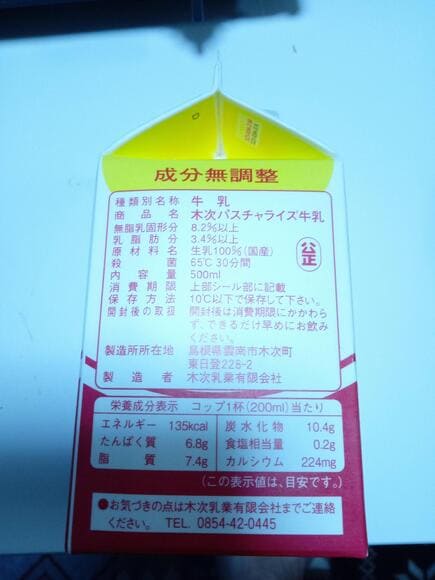 成分無調整
種類別名称 牛乳
商品名 木次パスチャライズ牛乳
無脂乳固形分 8.2%以上
乳脂肪分 3.4%以上
原材料名 生乳100%(国産)
殺菌 65℃ 30分間
内容量 500ml
消費期限 上部シール部に記載
保存方法 10℃以下で保存して下さい。
開封後の取扱 開封後は消費期限にかかわら
ず、できるだけ早めにお飲み
ください。
製造所所在地 島根県雲南市木次町
東日登228-2
製造者 木次乳業有限会社
公正
栄養成分表示 コップ1杯(200ml)当たり
エネルギー 135kcal 炭水化物 10.4g
たんぱく質 6.8g 食塩相当量 0.2g
脂質 7.4g カルシウム 224mg
(この表示値は、目安です。)
●お気づきの点は木次乳業有限会社までご連絡
ください。 TEL. 0854-42-0445